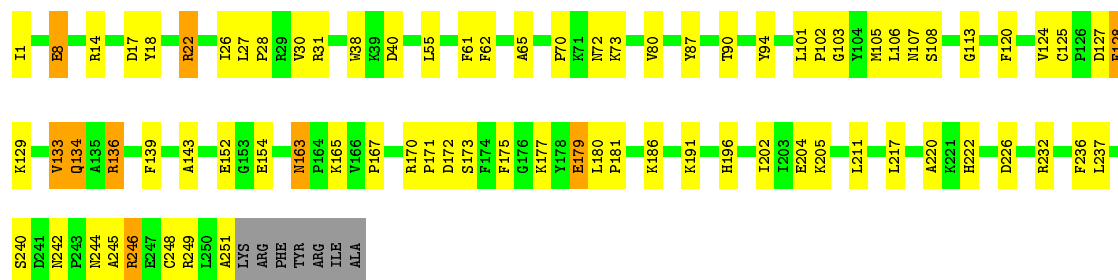 I1 E8 R14 D17 Y18 R22 I26 L27 P28 R29 V30 R31 W38 K39 D40 L55 F61 F62 A65 P70 K71 N72 K73 V80 Y87 T90 Y94 L101 P102 G103 Y104 M105 L106 N107 S108 G113 F120 V124 C125 P126 D127 E128
K129 V133 Q134 A135 R136 F139 A143 E152 G153 E154 N163 P164 K165 V166 P167 R170 P171 D172 S173 F174 F175 G176 K177 Y178 E179 L180 P181 K186 K191 H196 I202 I203 E204 K205 L211 L217 A220 K221 H222 D226 R232 F236 L237
S240 D241 N242 P243 N244 A245 R246 E247 C248 R249 L250 A251 LYS ARG PHE TYR ARG ILE ALA